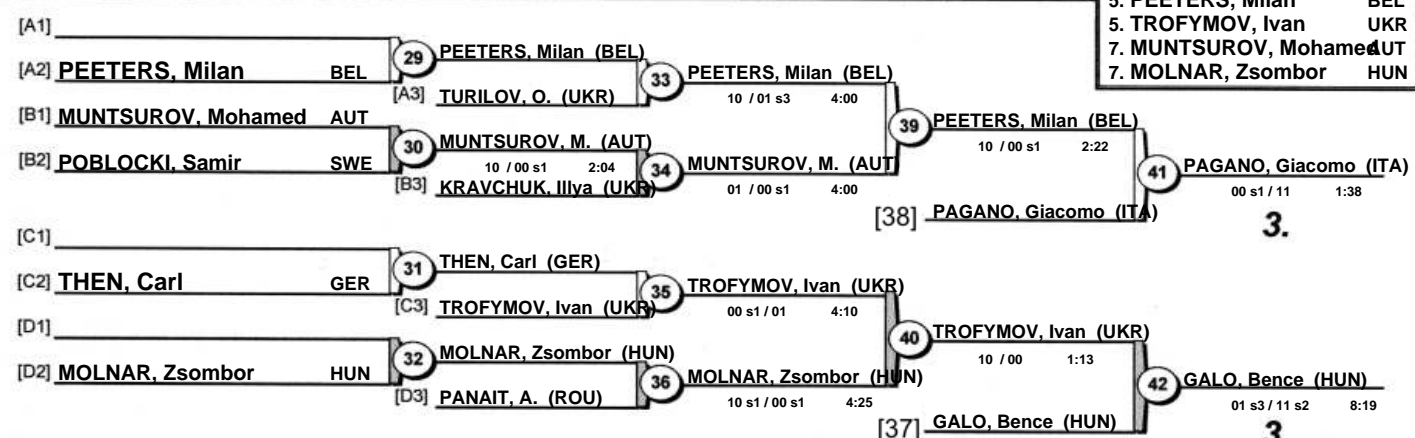 5. PEETERS, Milan BEL
5. TROFYMOV, Ivan UKR
7. MUNTSUROV, Mohamed AUT
7. MOLNAR, Zsombor HUN
[A1]
29 PEETERS, Milan (BEL)
[A2] PEETERS, Milan BEL
33 PEETERS, Milan (BEL)
10 / 01 s3 4:00
[A3] TURILOV, O. (UKR)
[B1] MUNTSUROV, Mohamed AUT
39 PEETERS, Milan (BEL)
10 / 00 s1 2:22
30 MUNTSUROV, M. (AUT)
10 / 00 s1 2:04
[B2] POBLOCKI, Samir SWE
34 MUNTSUROV, M. (AUT)
01 / 00 s1 4:00
[B3] KRAVCHUK, Illya (UKR)
41 PAGANO, Giacomo (ITA)
00 s1 / 11 1:38
3.
[38] PAGANO, Giacomo (ITA)
[C1]
31 THEN, Carl (GER)
[C2] THEN, Carl GER
35 TROFYMOV, Ivan (UKR)
00 s1 / 01 4:10
[C3] TROFYMOV, Ivan (UKR)
[D1]
40 TROFYMOV, Ivan (UKR)
10 / 00 1:13
32 MOLNAR, Zsombor (HUN)
[D2] MOLNAR, Zsombor HUN
36 MOLNAR, Zsombor (HUN)
10 s1 / 00 s1 4:25
[D3] PANAIT, A. (ROU)
42 GALO, Bence (HUN)
01 s3 / 11 s2 8:19
3
[37] GALO, Bence (HUN)